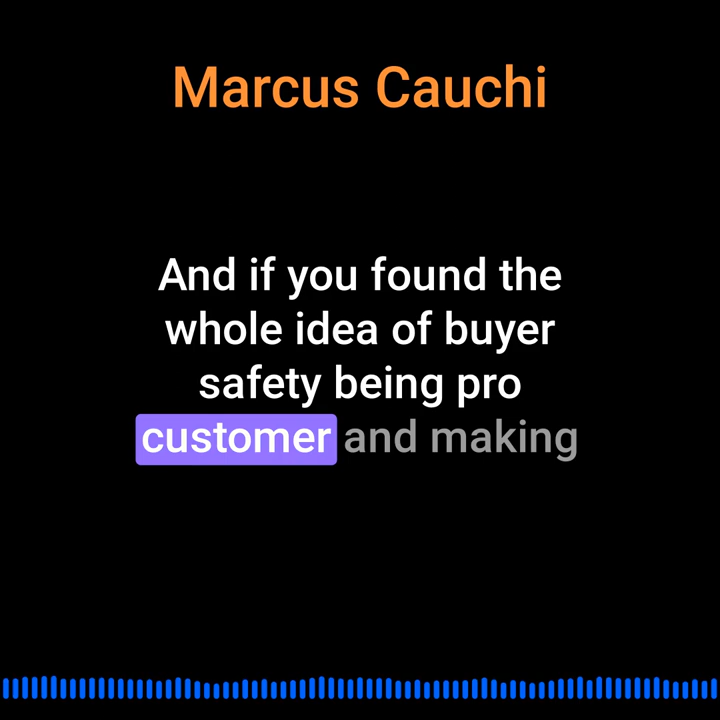 Marcus Cauchi
And if you found the
whole idea of buyer
safety being pro
customer and making